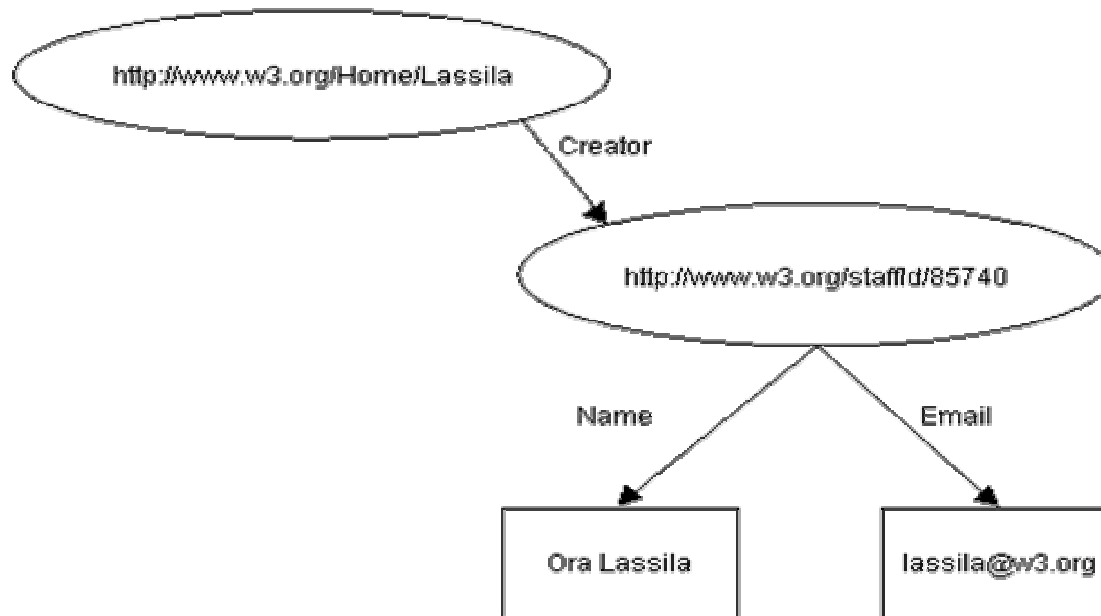 http://www.w3.org/Home/Lassila
Creator
http://www.w3.org/staffId/85740
Name
Email
Ora Lassila
lassila@w3.org